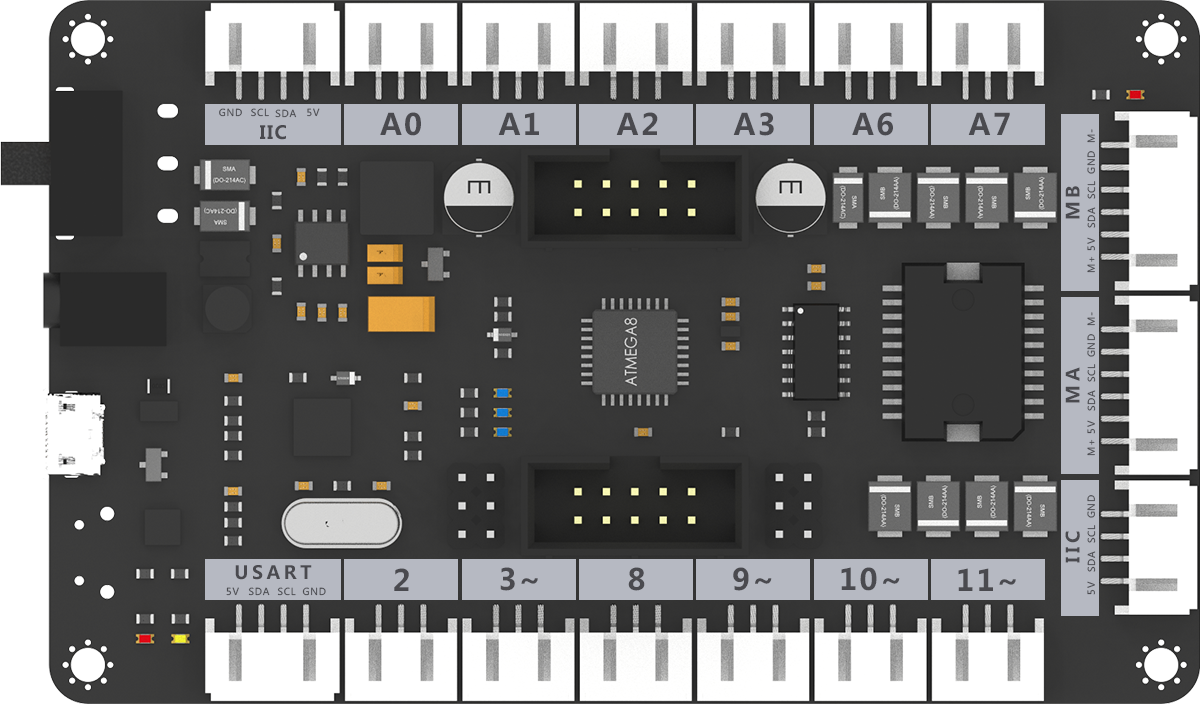 GND SCL SDA 5V
IIC
A0
A1
A2
A3
A6
A7
SMA
(DO-214AC)
SMA
(DO-214AC)
E
E
SMA
(DO-214AC)
SMB
(DO-214AA)
SMB
(DO-214AA)
SMB
(DO-214AA)
SMB
(DO-214AA)
MB
M+ 5V SDA SCL GND M-
ATMEGA8
MA
M+ 5V SDA SCL GND M-
SMB
(DO-214AA)
SMB
(DO-214AA)
SMB
(DO-214AA)
SMB
(DO-214AA)
IIC
5V SDA SCL GND
USART
5V SDA SCL GND
2
3~
8
9~
10~
11~